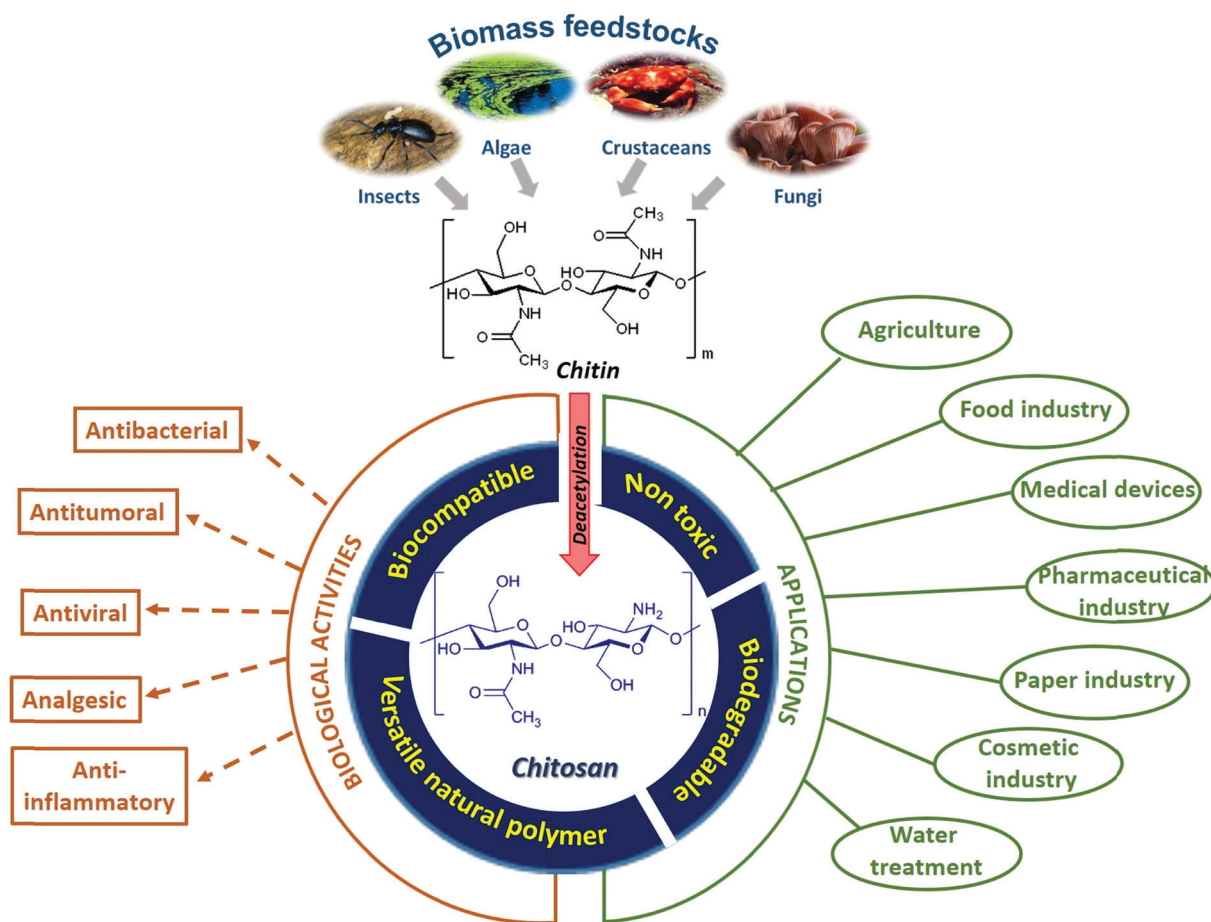 Biomass feedstocks
Insects
Algae
Crustaceans
Fungi
OH
O
HO
NH
O
CH3
O
CH3
O
NH
HO
O
O
OH
m
Chitin
Deacetylation
BIOLOGICAL ACTIVITIES
Antibacterial
Antitumoral
Antiviral
Analgesic
Anti-
inflammatory
Biocompatible
Non toxic
Versatile natural polymer
Biodegradable
OH
O
HO
NH
O
CH3
O
NH2
HO
O
O
OH
n
Chitosan
APPLICATIONS
Agriculture
Food industry
Medical devices
Pharmaceutical
industry
Paper industry
Cosmetic
industry
Water
treatment